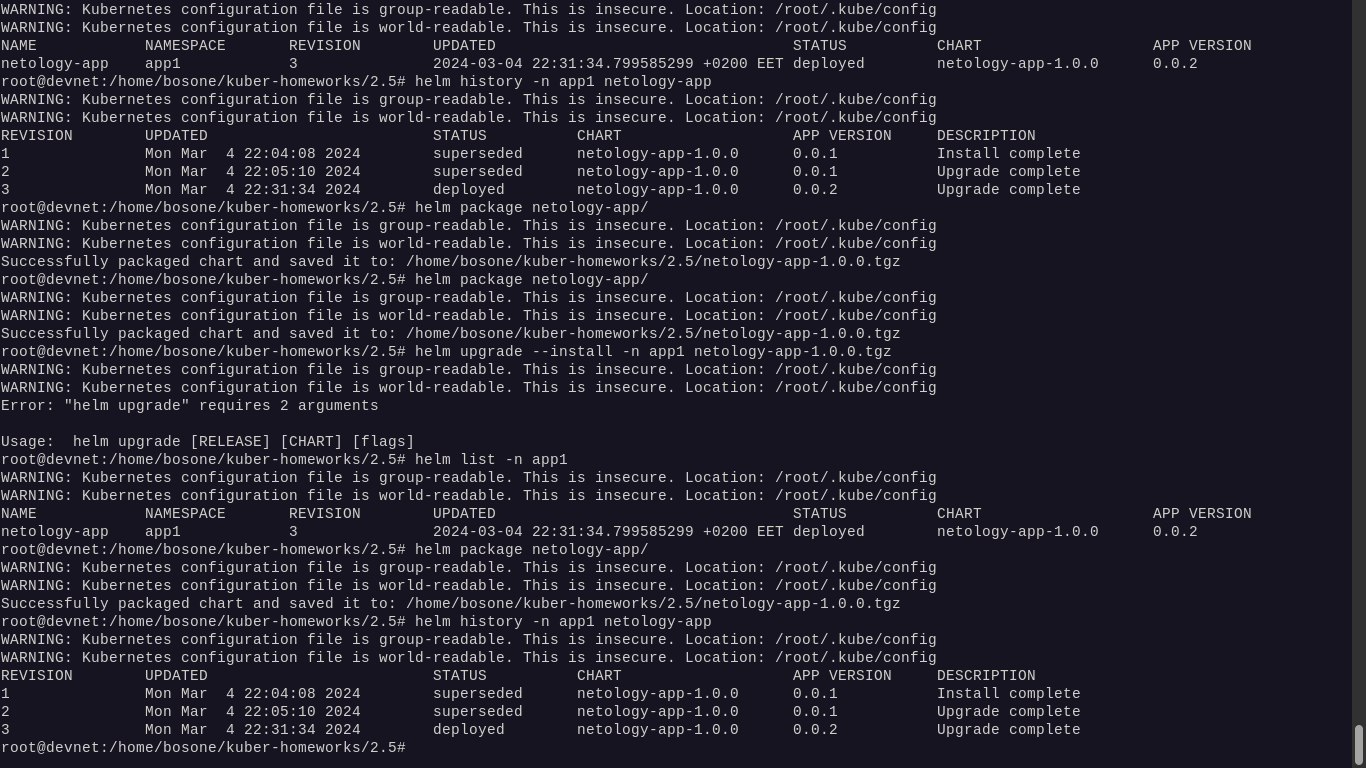 WARNING: Kubernetes configuration file is group-readable. This is insecure. Location: /root/.kube/config
WARNING: Kubernetes configuration file is world-readable. This is insecure. Location: /root/.kube/config
NAME            NAMESPACE       REVISION        UPDATED                                 STATUS          CHART                   APP VERSION
netology-app    app1            3               2024-03-04 22:31:34.799585299 +0200 EET deployed        netology-app-1.0.0      0.0.2
root@devnet:/home/bosone/kuber-homeworks/2.5# helm history -n app1 netology-app
WARNING: Kubernetes configuration file is group-readable. This is insecure. Location: /root/.kube/config
WARNING: Kubernetes configuration file is world-readable. This is insecure. Location: /root/.kube/config
REVISION        UPDATED                         STATUS          CHART                   APP VERSION     DESCRIPTION
1               Mon Mar  4 22:04:08 2024        superseded      netology-app-1.0.0      0.0.1           Install complete
2               Mon Mar  4 22:05:10 2024        superseded      netology-app-1.0.0      0.0.1           Upgrade complete
3               Mon Mar  4 22:31:34 2024        deployed        netology-app-1.0.0      0.0.2           Upgrade complete
root@devnet:/home/bosone/kuber-homeworks/2.5# helm package netology-app/
WARNING: Kubernetes configuration file is group-readable. This is insecure. Location: /root/.kube/config
WARNING: Kubernetes configuration file is world-readable. This is insecure. Location: /root/.kube/config
Successfully packaged chart and saved it to: /home/bosone/kuber-homeworks/2.5/netology-app-1.0.0.tgz
root@devnet:/home/bosone/kuber-homeworks/2.5# helm package netology-app/
WARNING: Kubernetes configuration file is group-readable. This is insecure. Location: /root/.kube/config
WARNING: Kubernetes configuration file is world-readable. This is insecure. Location: /root/.kube/config
Successfully packaged chart and saved it to: /home/bosone/kuber-homeworks/2.5/netology-app-1.0.0.tgz
root@devnet:/home/bosone/kuber-homeworks/2.5# helm upgrade --install -n app1 netology-app-1.0.0.tgz
WARNING: Kubernetes configuration file is group-readable. This is insecure. Location: /root/.kube/config
WARNING: Kubernetes configuration file is world-readable. This is insecure. Location: /root/.kube/config
Error: "helm upgrade" requires 2 arguments

Usage:  helm upgrade [RELEASE] [CHART] [flags]
root@devnet:/home/bosone/kuber-homeworks/2.5# helm list -n app1
WARNING: Kubernetes configuration file is group-readable. This is insecure. Location: /root/.kube/config
WARNING: Kubernetes configuration file is world-readable. This is insecure. Location: /root/.kube/config
NAME            NAMESPACE       REVISION        UPDATED                                 STATUS          CHART                   APP VERSION
netology-app    app1            3               2024-03-04 22:31:34.799585299 +0200 EET deployed        netology-app-1.0.0      0.0.2
root@devnet:/home/bosone/kuber-homeworks/2.5# helm package netology-app/
WARNING: Kubernetes configuration file is group-readable. This is insecure. Location: /root/.kube/config
WARNING: Kubernetes configuration file is world-readable. This is insecure. Location: /root/.kube/config
Successfully packaged chart and saved it to: /home/bosone/kuber-homeworks/2.5/netology-app-1.0.0.tgz
root@devnet:/home/bosone/kuber-homeworks/2.5# helm history -n app1 netology-app
WARNING: Kubernetes configuration file is group-readable. This is insecure. Location: /root/.kube/config
WARNING: Kubernetes configuration file is world-readable. This is insecure. Location: /root/.kube/config
REVISION        UPDATED                         STATUS          CHART                   APP VERSION     DESCRIPTION
1               Mon Mar  4 22:04:08 2024        superseded      netology-app-1.0.0      0.0.1           Install complete
2               Mon Mar  4 22:05:10 2024        superseded      netology-app-1.0.0      0.0.1           Upgrade complete
3               Mon Mar  4 22:31:34 2024        deployed        netology-app-1.0.0      0.0.2           Upgrade complete
root@devnet:/home/bosone/kuber-homeworks/2.5#